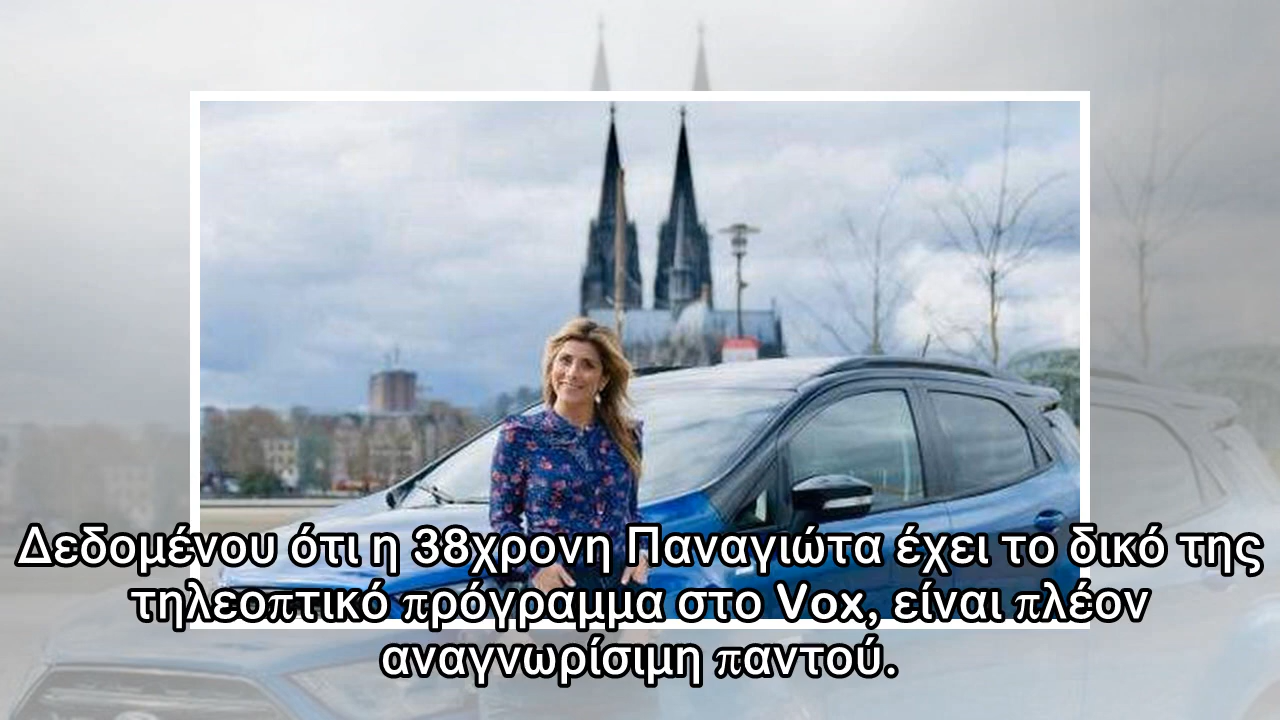 Δεδομένου ότι η 38χρονη Παναγιώτα έχει το δικό της
τηλεοπτικό πρόγραμμα στο Vox, είναι πλέον
αναγνωρίσιμη παντού.